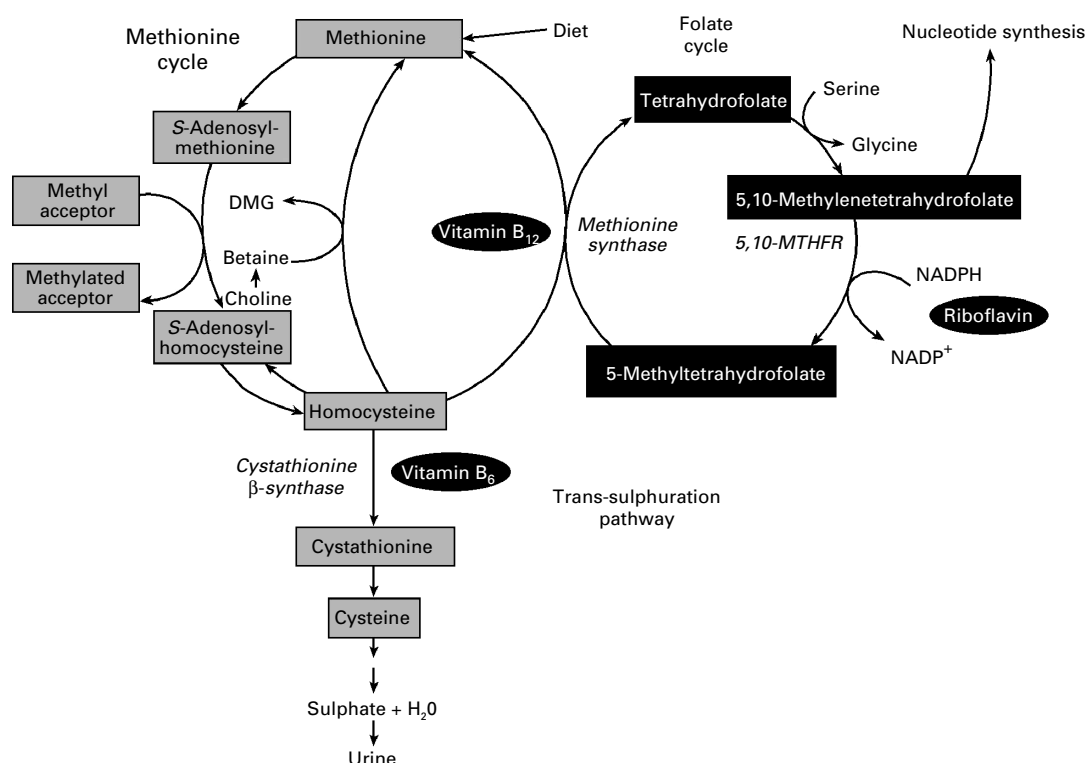 Methionine
cycle
Methionine
Diet
Folate
cycle
Nucleotide synthesis
Tetrahydrofolate
Serine
Glycine
S-Adenosyl-
methionine
Methyl
acceptor
DMG
Vitamin B12
Methionine
synthase
5,10-Methylenetetrahydrofolate
5,10-MTHFR
Betaine
NADPH
Methylated
acceptor
Choline
Riboflavin
S-Adenosyl-
homocysteine
NADP+
5-Methyltetrahydrofolate
Homocysteine
Cystathionine
β-synthase
Vitamin B6
Trans-sulphuration
pathway
Cystathionine
Cysteine
Sulphate + H20
Urine